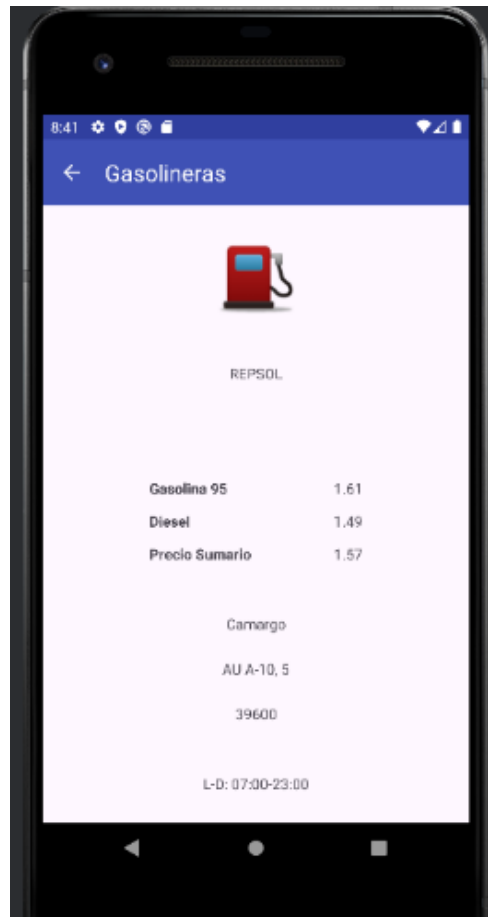 8:41
Gasolineras
REPSOL
Gasolina 95 1.61
Diesel 1.49
Precio Sumario 1.57
Camargo
AU A-10, 5
39600
L-D: 07:00-23:00